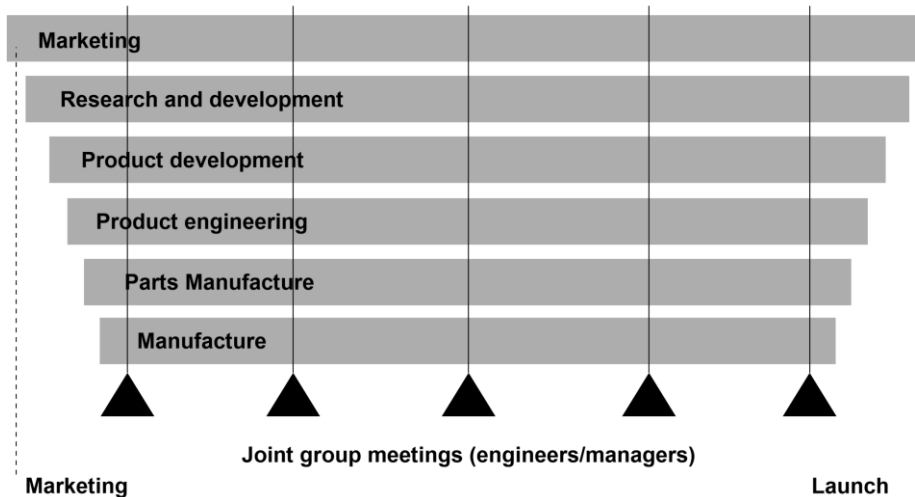 Marketing
Research and development
Product development
Product engineering
Parts Manufacture
Manufacture
Joint group meetings (engineers/managers)
Marketing Launch